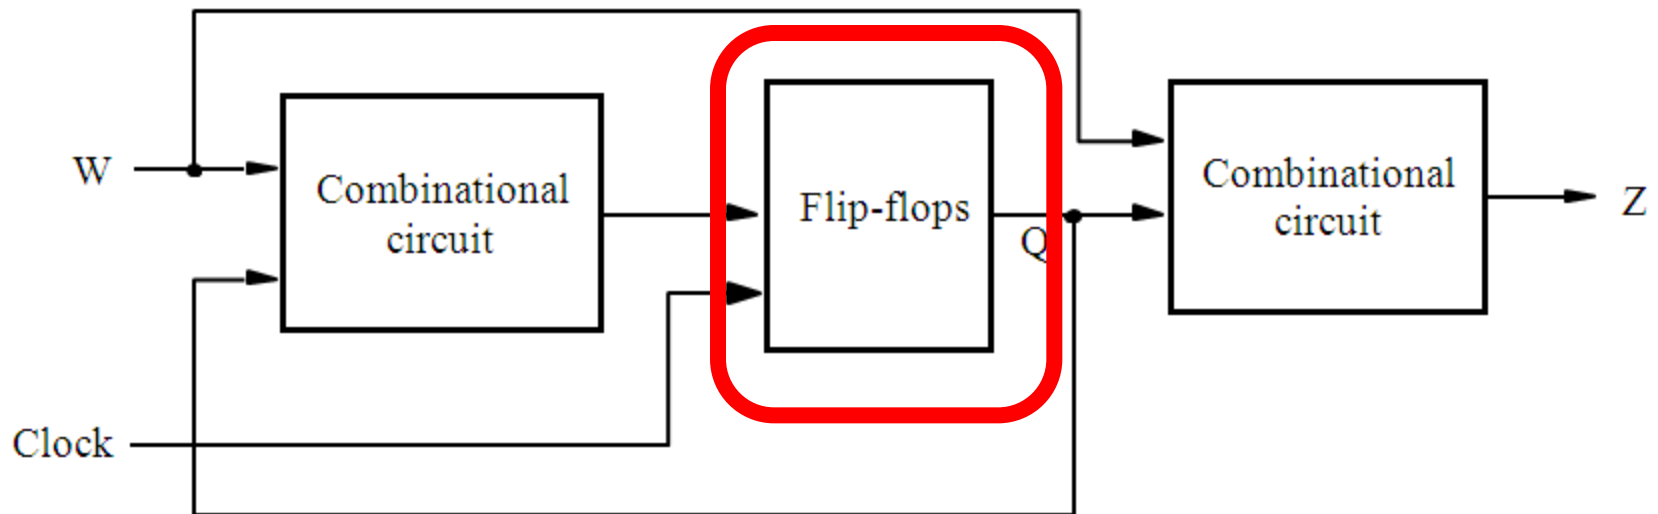 W
Combinational
circuit
Flip-flops
Q
Combinational
circuit
Z
Clock